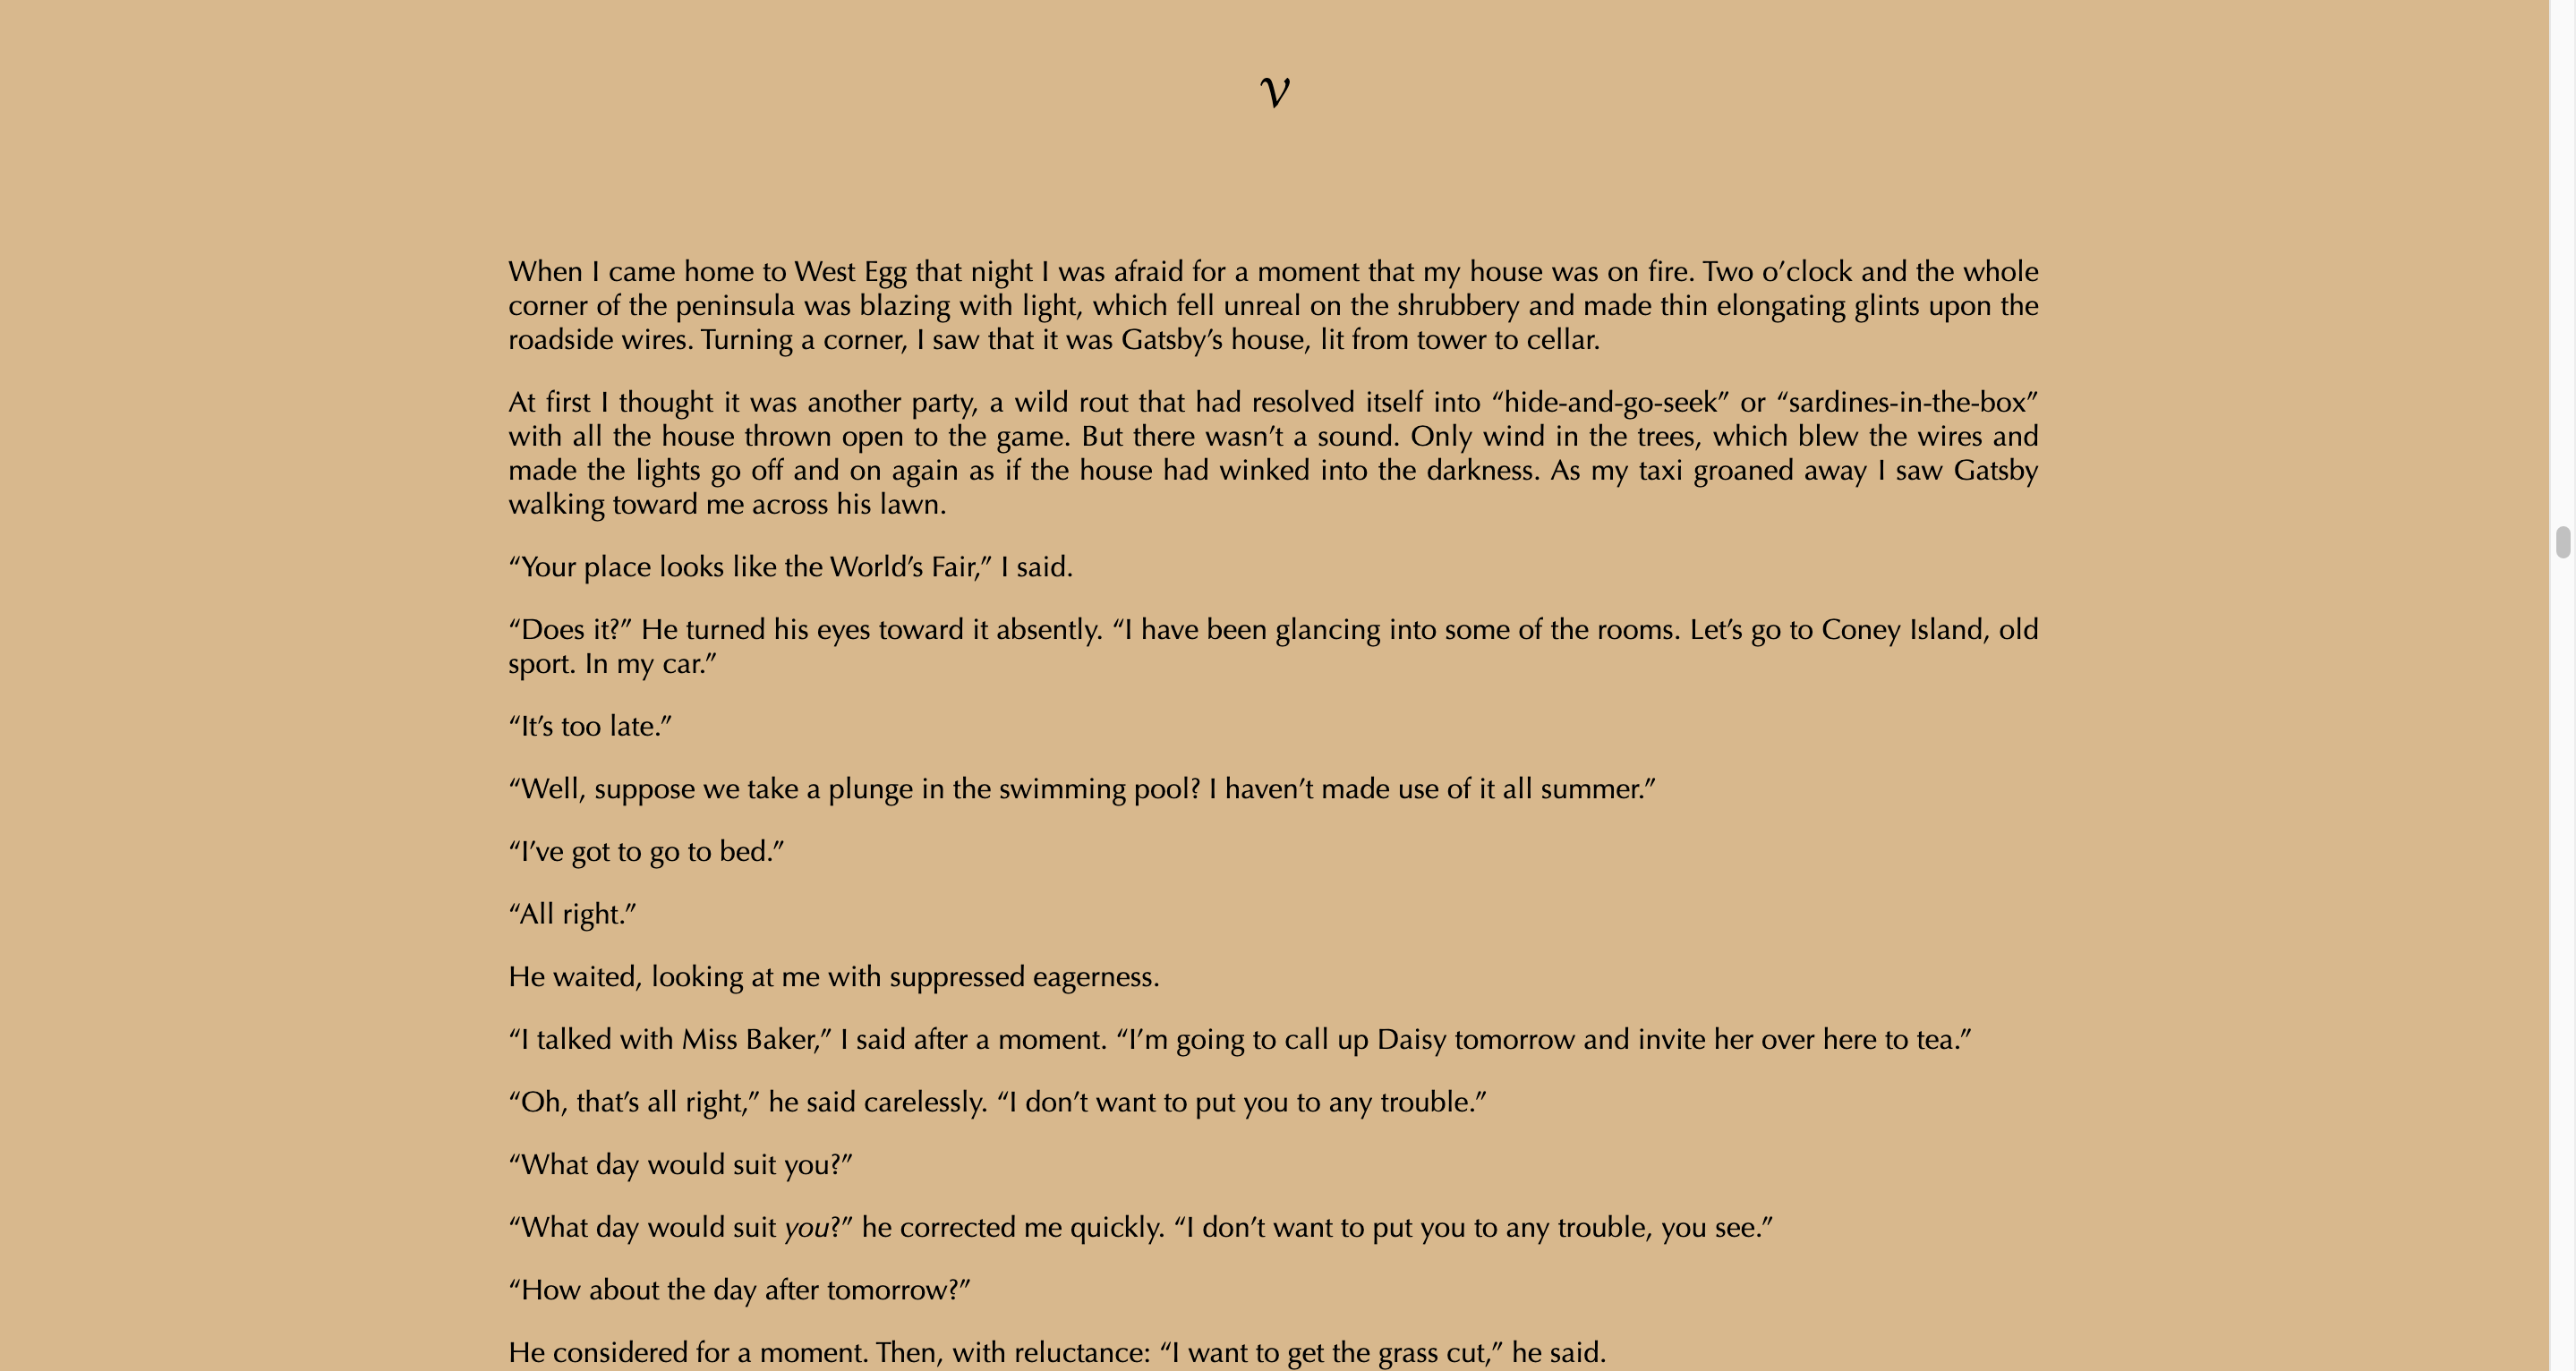 v
When I came home to West Egg that night I was afraid for a moment that my house was on fire. Two o’clock and the whole
corner of the peninsula was blazing with light, which fell unreal on the shrubbery and made thin elongating glints upon the
roadside wires. Turning a corner, I saw that it was Gatsby’s house, lit from tower to cellar.
At first I thought it was another party, a wild rout that had resolved itself into “hide-and-go-seek” or “sardines-in-the-box”
with all the house thrown open to the game. But there wasn’t a sound. Only wind in the trees, which blew the wires and
made the lights go off and on again as if the house had winked into the darkness. As my taxi groaned away I saw Gatsby
walking toward me across his lawn.
“Your place looks like the World’s Fair,” I said.
“Does it?” He turned his eyes toward it absently. “I have been glancing into some of the rooms. Let’s go to Coney Island, old
sport. In my car.”
“It’s too late.”
“Well, suppose we take a plunge in the swimming pool? I haven’t made use of it all summer.”
“I’ve got to go to bed.”
“All right.”
He waited, looking at me with suppressed eagerness.
“I talked with Miss Baker,” I said after a moment. “I’m going to call up Daisy tomorrow and invite her over here to tea.”
“Oh, that’s all right,” he said carelessly. “I don’t want to put you to any trouble.”
“What day would suit you?”
“What day would suit you?” he corrected me quickly. “I don’t want to put you to any trouble, you see.”
“How about the day after tomorrow?”
He considered for a moment. Then, with reluctance: “I want to get the grass cut,” he said.